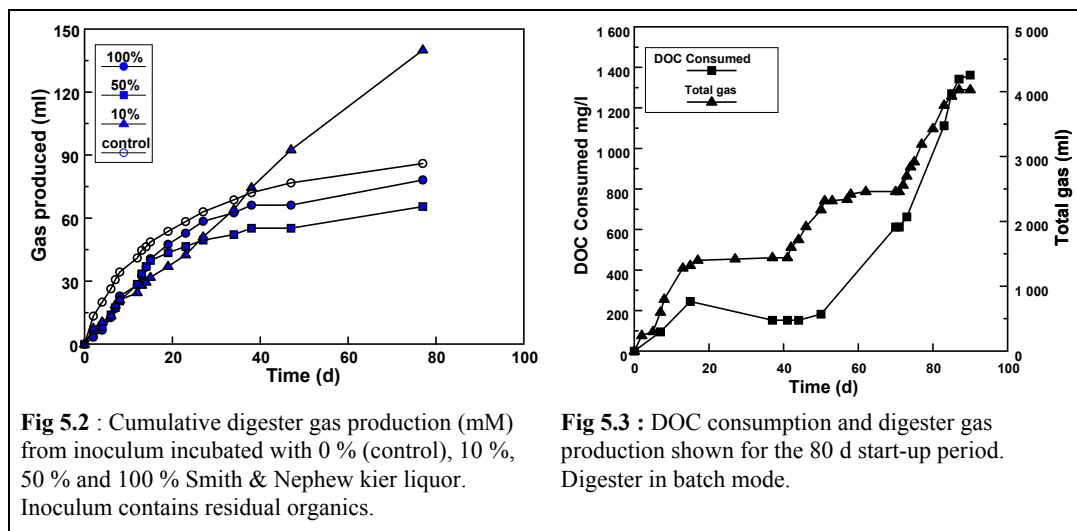 150
120
90
60
30
0
Gas produced (ml)
100%
50%
10%
control
0 20 40 60 80 100
Time (d)
Fig 5.2 : Cumulative digester gas production (mM)
from inoculum incubated with 0 % (control), 10 %,
50 % and 100 % Smith & Nephew kier liquor.
Inoculum contains residual organics.
1 600
1 400
1 200
1 000
800
600
400
200
0
DOC Consumed mg/l
DOC Consumed
Total gas
5 000
4 000
3 000
2 000
1 000
0
Total gas (ml)
0 20 40 60 80 100
Time (d)
Fig 5.3 : DOC consumption and digester gas
production shown for the 80 d start-up period.
Digester in batch mode.